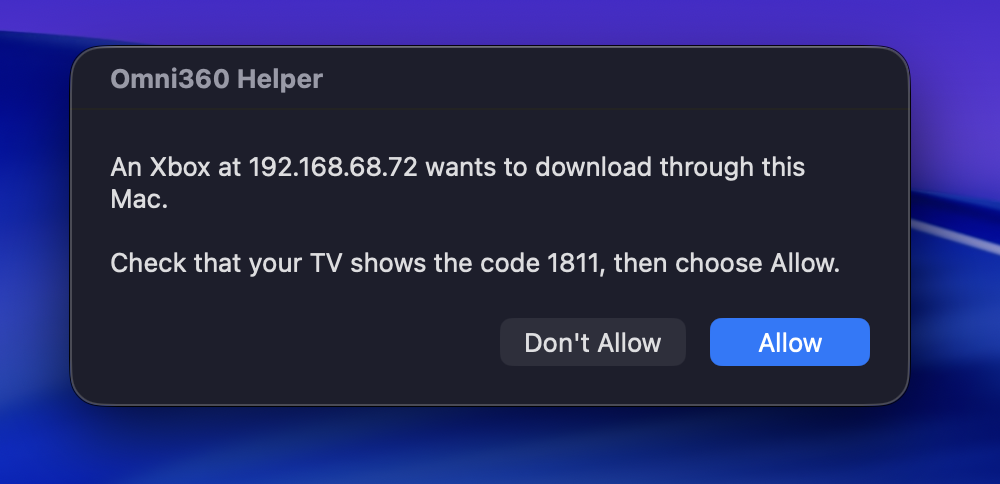 Omni360 Helper
An Xbox at 192.168.68.72 wants to download through this
Mac.
Check that your TV shows the code 1811, then choose Allow.
Don't Allow
Allow